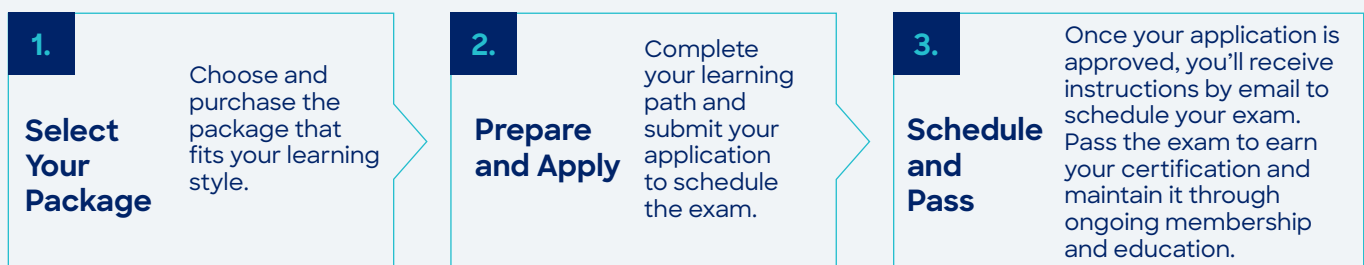 1.
Select
Your
Package
Choose and
purchase the
package that
fits your learning
style.
2.
Prepare
and Apply
Complete
your learning
path and
submit your
application
to schedule
the exam.
3.
Schedule
and
Pass
Once your application is
approved, you’ll receive
instructions by email to
schedule your exam.
Pass the exam to earn
your certification and
maintain it through
ongoing membership
and education.